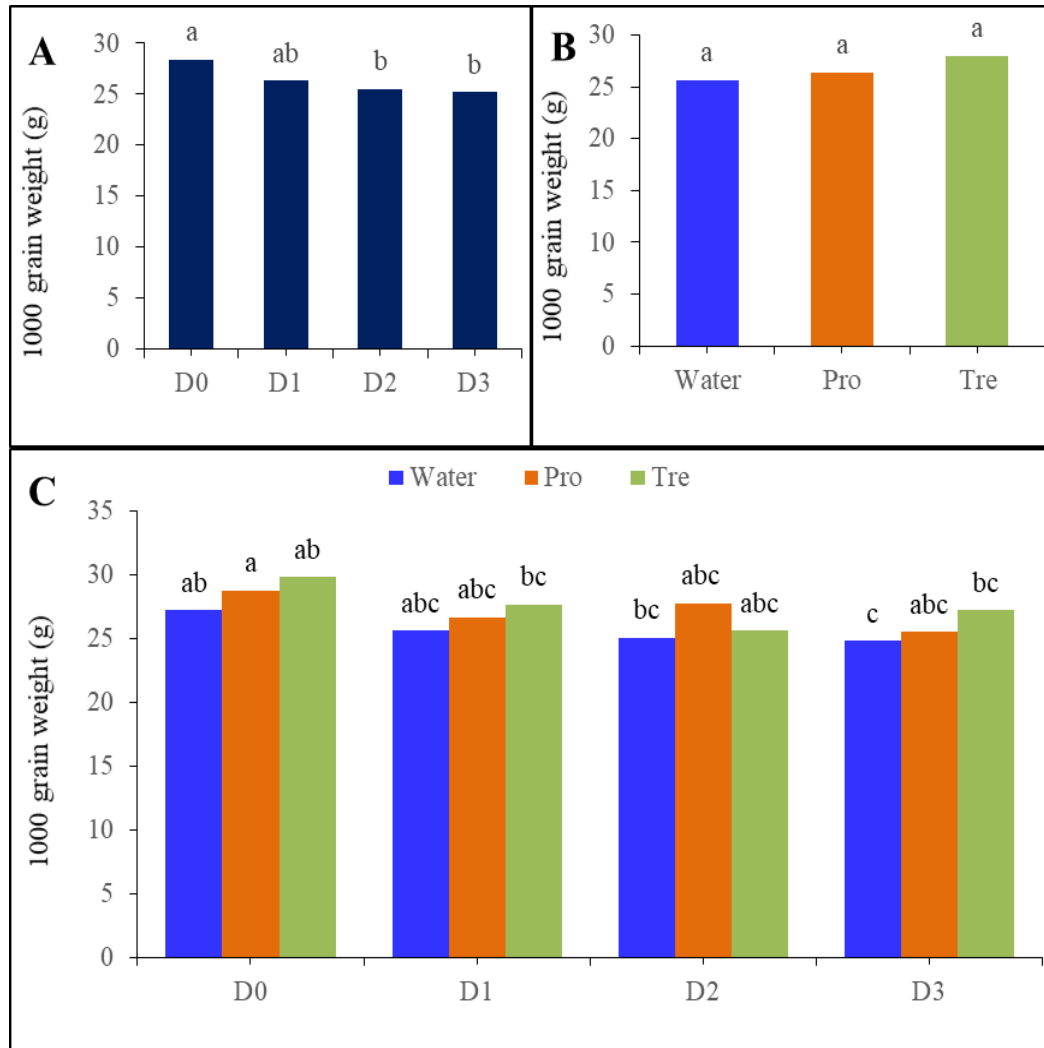 A
1000 grain weight (g)
30
25
20
15
10
5
0
a
ab
b
b
D0
D1
D2
D3
B
1000 grain weight (g)
30
25
20
15
10
5
0
a
a
a
Water
Pro
Tre
C
Water
Pro
Tre
1000 grain weight (g)
35
30
25
20
15
10
5
0
ab
a
ab
abc
abc
bc
bc
abc
abc
c
abc
bc
D0
D1
D2
D3